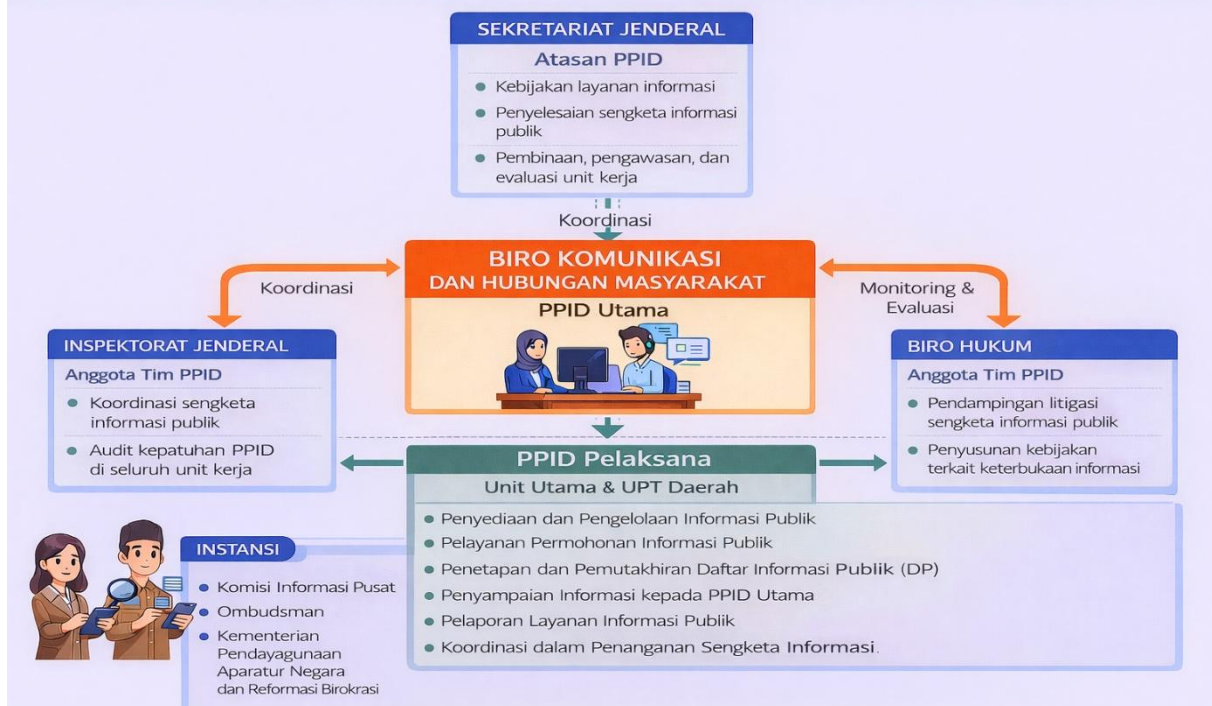 SEKRETARIAT JENDERAL
Atasan PPID
Kebijakan layanan informasi
Penyelesaian sengketa informasi
publik
Pembinaan, pengawasan, dan
evaluasi unit kerja
Koordinasi
BIRO KOMUNIKASI
DAN HUBUNGAN MASYARAKAT
PPID Utama
Koordinasi
Monitoring &
Evaluasi
INSPEKTORAT JENDERAL
Anggota Tim PPID
Koordinasi sengketa
informasi publik
Audit kepatuhan PPID
di seluruh unit kerja
BIRO HUKUM
Anggota Tim PPID
Pendampingan litigasi
sengketa informasi publik
Penyusunan kebijakan
terkait keterbukaan informasi
PPID Pelaksana
Unit Utama & UPT Daerah
Penyediaan dan Pengelolaan Informasi Publik
Pelayanan Permohonan Informasi Publik
Penetapan dan Pemutakhiran Daftar Informasi Publik (DP)
Penyampaian Informasi kepada PPID Utama
Pelaporan Layanan Informasi Publik
Koordinasi dalam Penanganan Sengketa Informasi.
INSTANSI
Komisi Informasi Pusat
Ombudsman
Kementerian
Pendayagunaan
Aparatur Negara
dan Reformasi Birokrasi